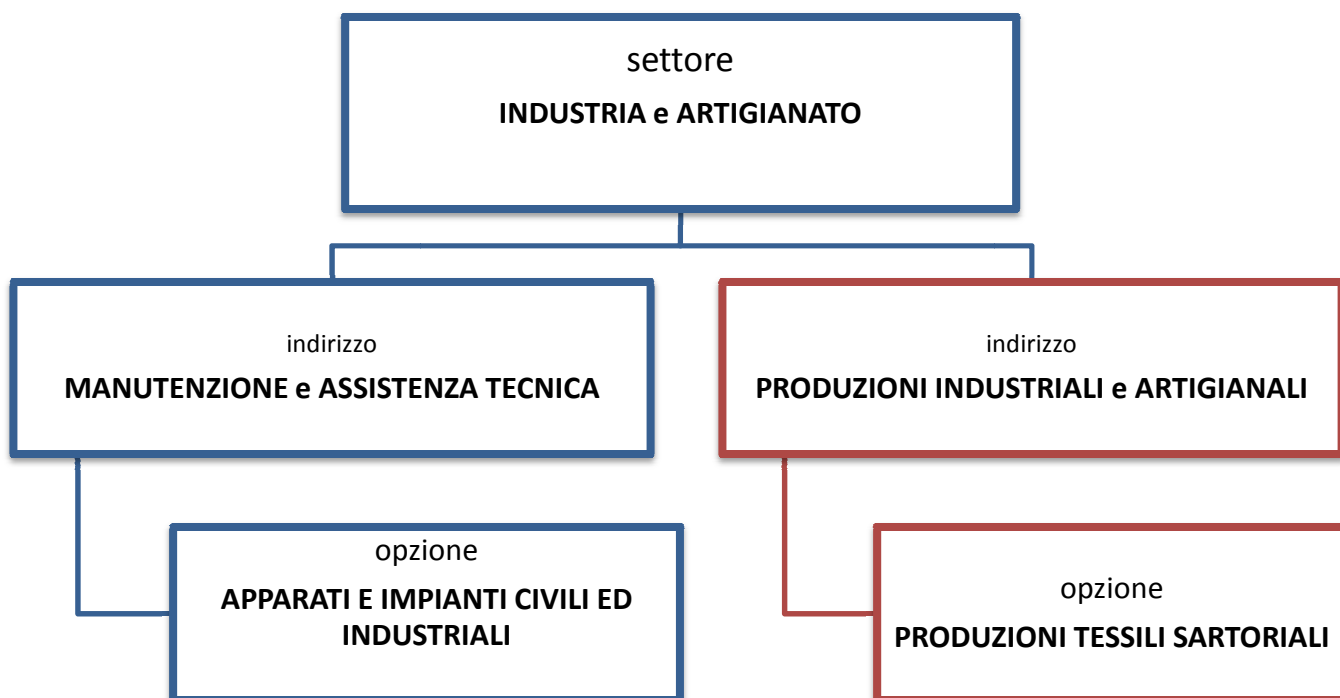 settore
INDUSTRIA e ARTIGIANATO
indirizzo
MANUTENZIONE e ASSISTENZA TECNICA
indirizzo
PRODUZIONI INDUSTRIALI e ARTIGIANALI
opzione
APPARATI E IMPIANTI CIVILI ED
INDUSTRIALI
opzione
PRODUZIONI TESSILI SARTORIALI